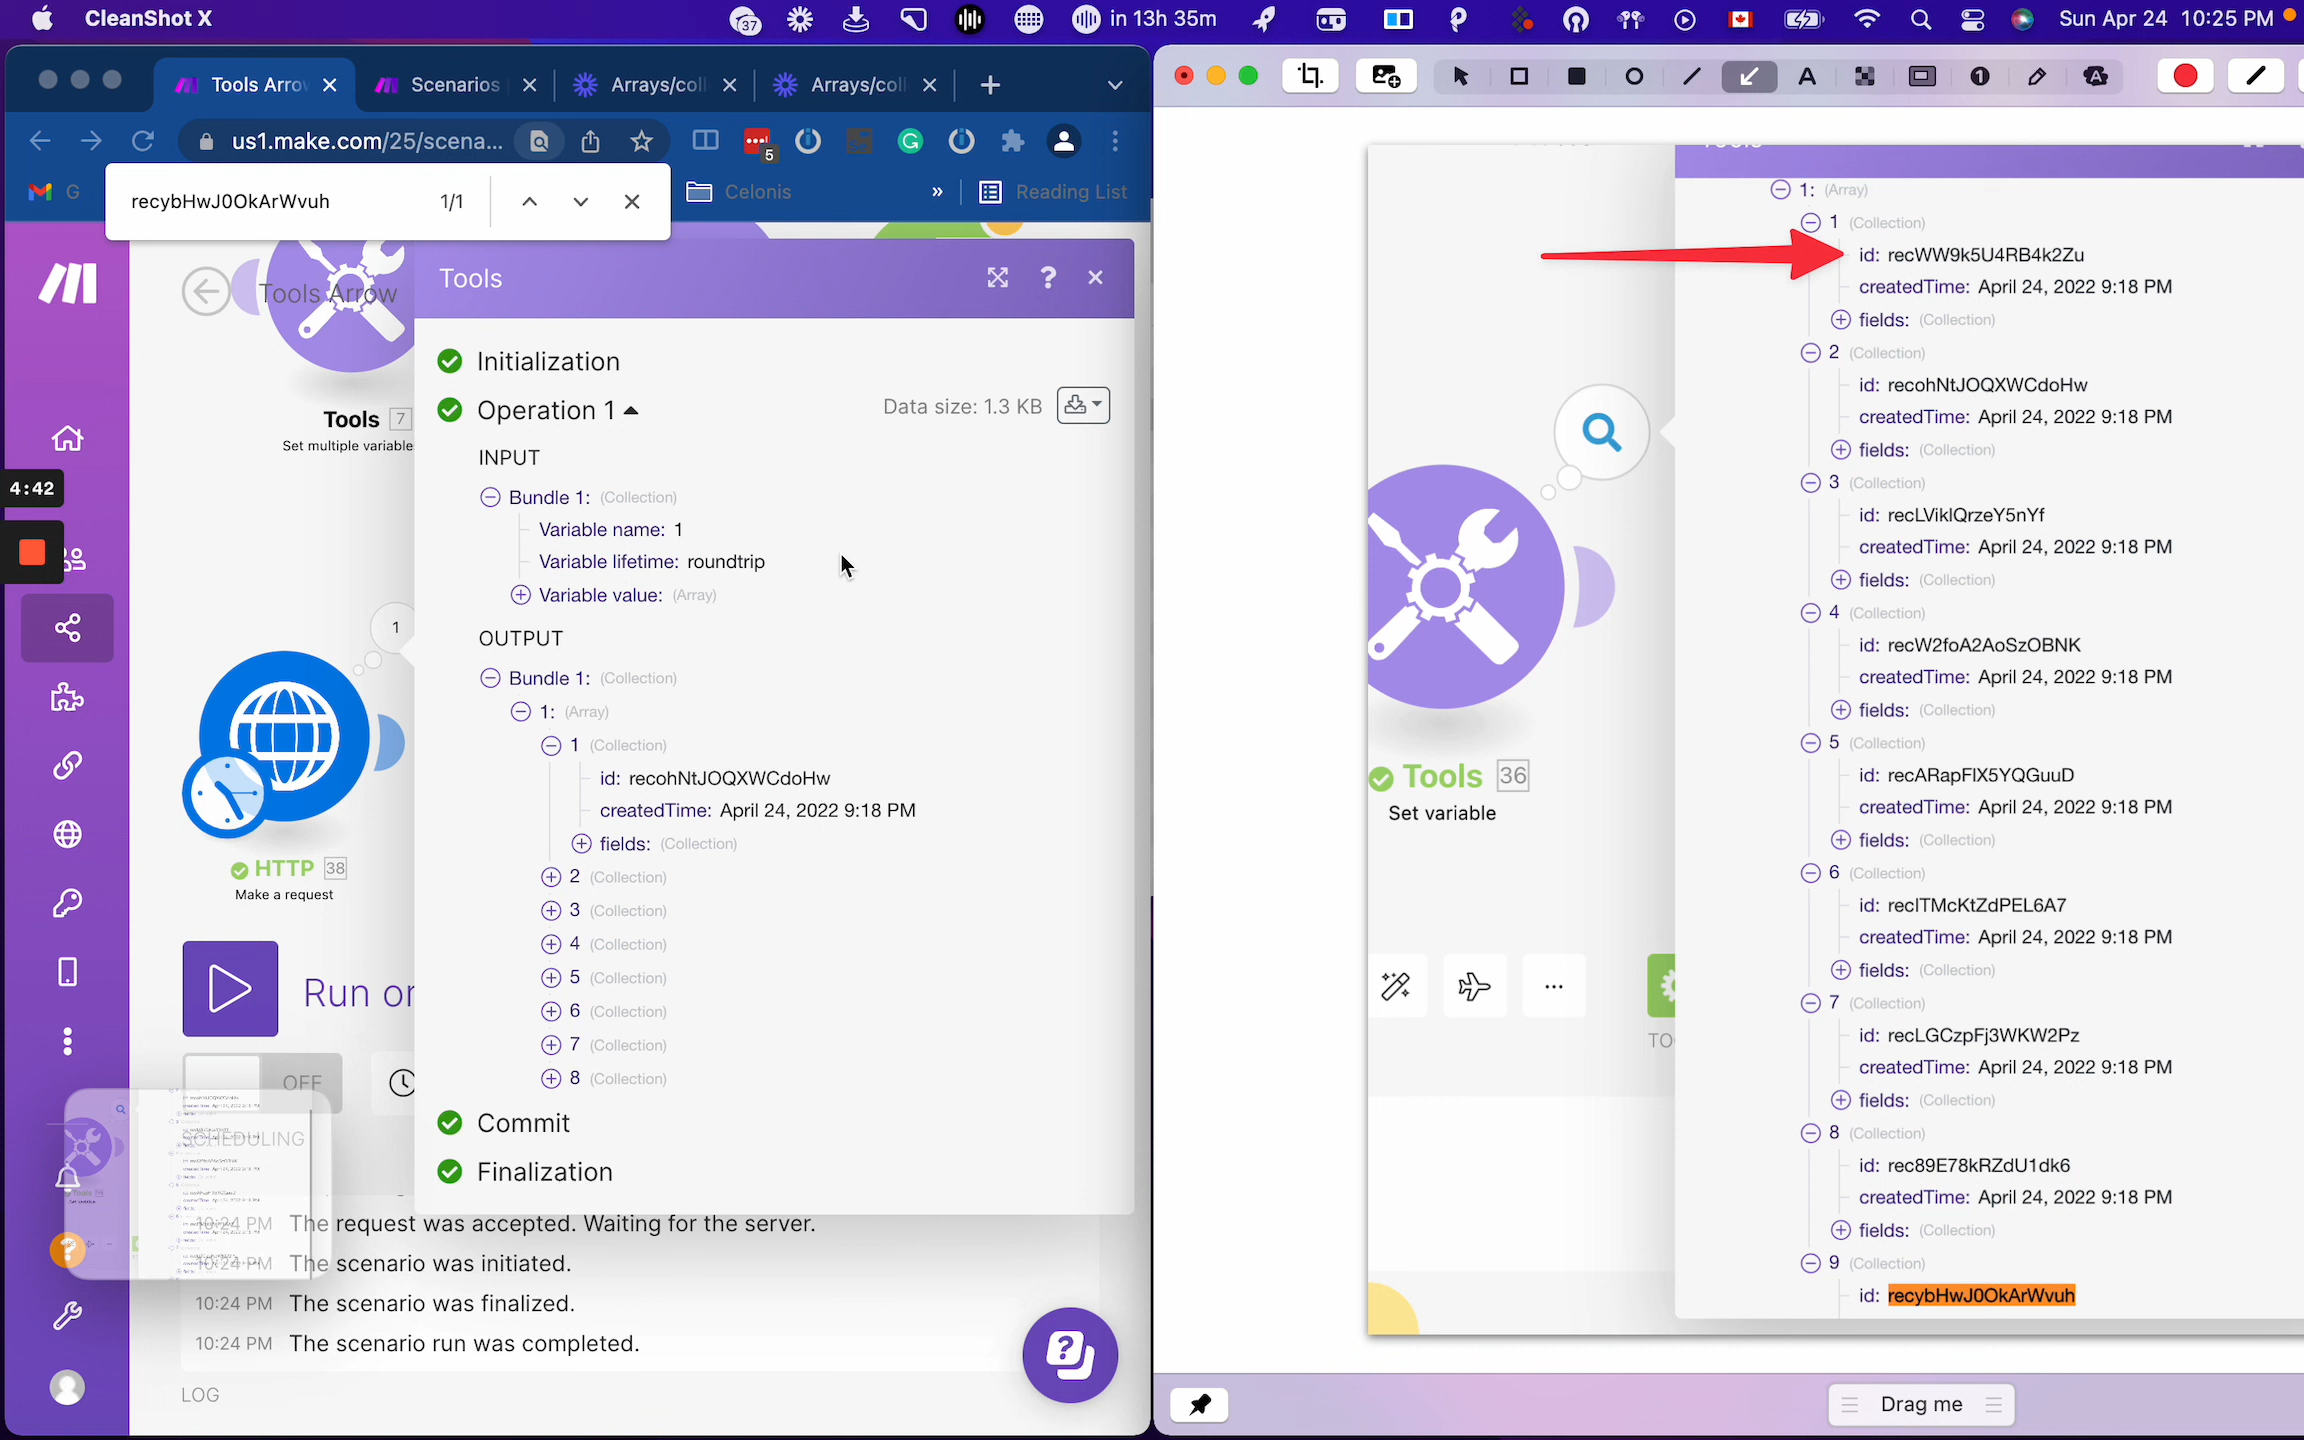 CleanShot X
37
in 13h 35m
Sun Apr 24 10:25 PM
Tools Arro
Scenarios
Arrays/coll
Arrays/coll
us1.make.com/25/scena...
5
G
recybHwJ0OkArWvuh
1/1
Celonis
»
Reading List
Tools Arrow
Tools 7
Set multiple variable
4:42
1
HTTP 38
Make a request
Run or
OFF
SCHEDULING
Tools
Initialization
Operation 1
Data size: 1.3 KB
INPUT
Bundle 1: (Collection)
Variable name: 1
Variable lifetime: roundtrip
Variable value: (Array)
OUTPUT
Bundle 1: (Collection)
1: (Array)
1 (Collection)
id: recohNtJOQXWCdoHw
createdTime: April 24, 2022 9:18 PM
fields: (Collection)
2 (Collection)
3 (Collection)
4 (Collection)
5 (Collection)
6 (Collection)
7 (Collection)
8 (Collection)
Commit
Finalization
10:24 PM The request was accepted. Waiting for the server.
10:24 PM The scenario was initiated.
10:24 PM The scenario was finalized.
10:24 PM The scenario run was completed.
LOG
Tools 36
Set variable
TO
1: (Array)
1 (Collection)
id: recWW9k5U4RB4k2Zu
createdTime: April 24, 2022 9:18 PM
fields: (Collection)
2 (Collection)
id: recohNtJOQXWCdoHw
createdTime: April 24, 2022 9:18 PM
fields: (Collection)
3 (Collection)
id: recLViklQrzeY5nYf
createdTime: April 24, 2022 9:18 PM
fields: (Collection)
4 (Collection)
id: recW2foA2AoSzOBNK
createdTime: April 24, 2022 9:18 PM
fields: (Collection)
5 (Collection)
id: recARapFlX5YQGuuD
createdTime: April 24, 2022 9:18 PM
fields: (Collection)
6 (Collection)
id: reclTMcKtZdPEL6A7
createdTime: April 24, 2022 9:18 PM
fields: (Collection)
7 (Collection)
id: recLGCzpFj3WKW2Pz
createdTime: April 24, 2022 9:18 PM
fields: (Collection)
8 (Collection)
id: rec89E78kRZdU1dk6
createdTime: April 24, 2022 9:18 PM
fields: (Collection)
9 (Collection)
id: recybHwJ0OkArWvuh
Drag me